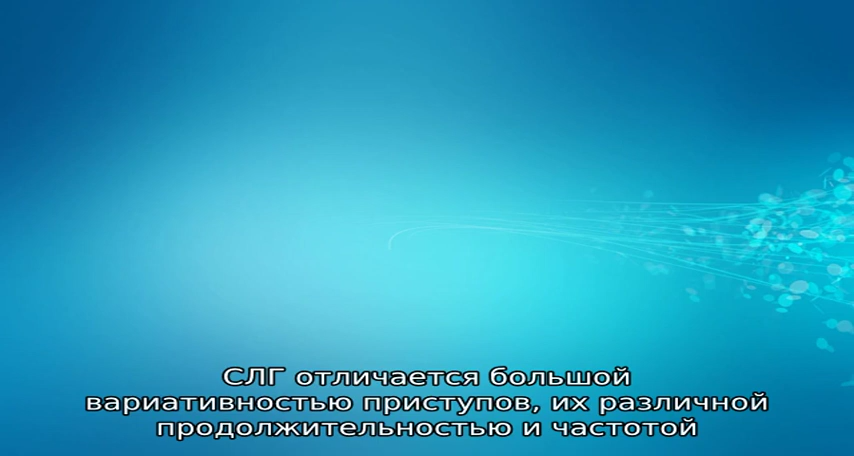 СЛГ отличается большой
вариативностью приступов, их различной
продолжительностью и частотой